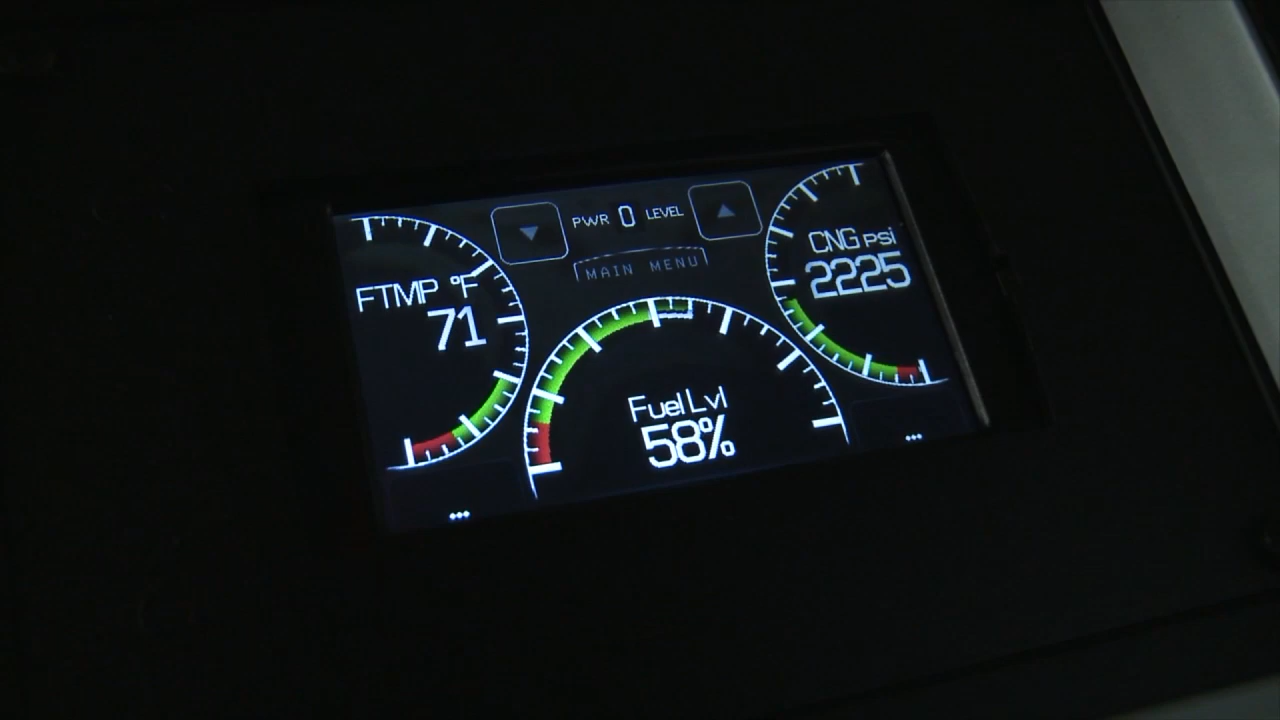 PWR 0 LEVEL
MAIN MENU
FTMP °F
71
CNG psi
2225
Fuel Lvl
58%